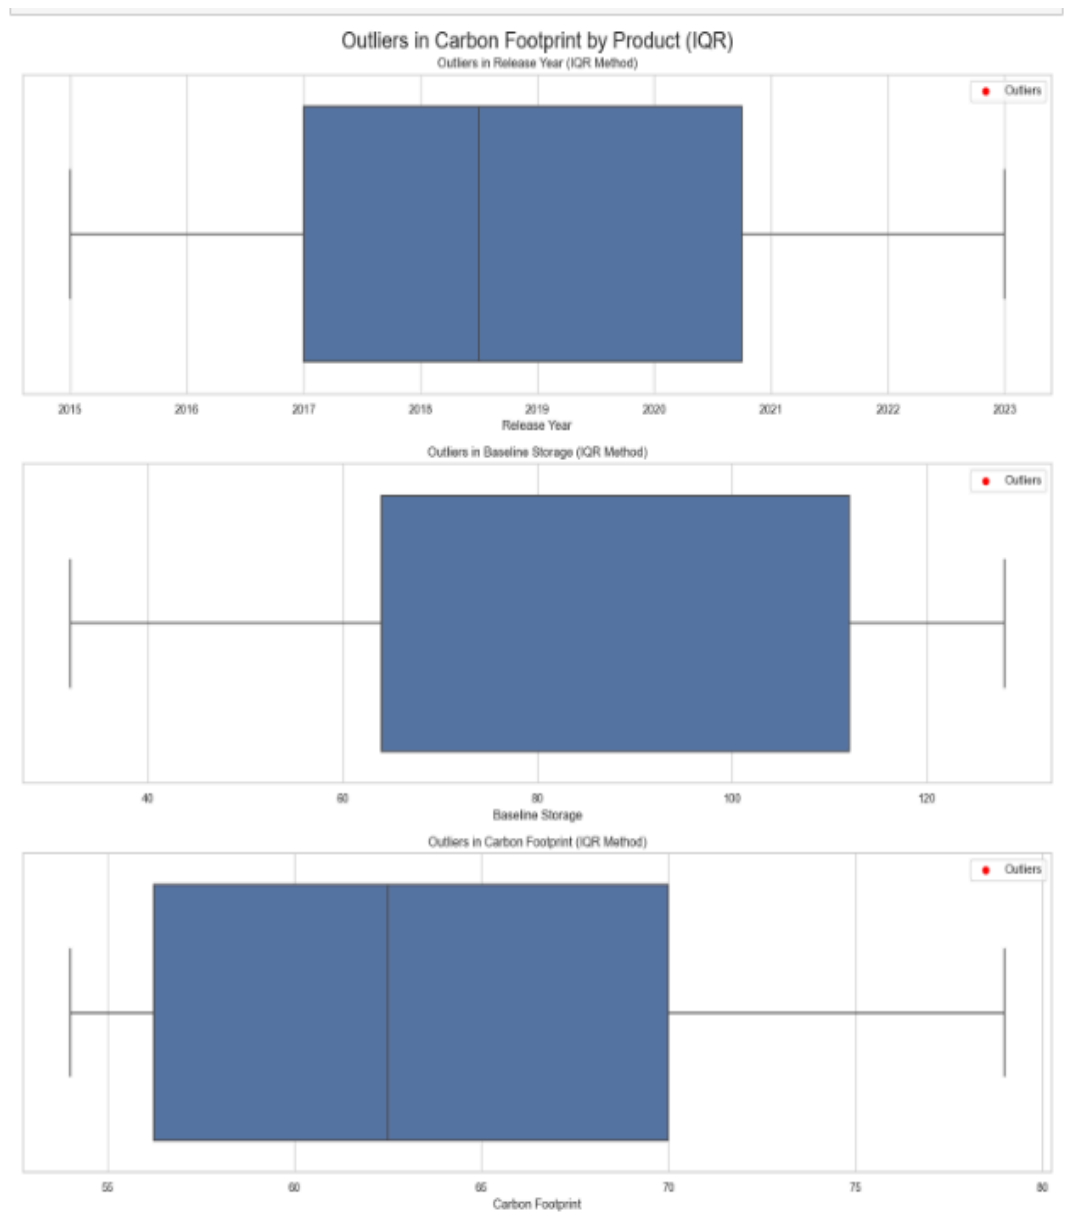 Outliers in Carbon Footprint by Product (IQR)
Outliers in Release Year (IQR Method)
Outliers
2015 2016 2017 2018 2019 2020 2021 2022 2023
Release Year
Outliers in Baseline Storage (IQR Method)
Outliers
40 60 80 100 120
Baseline Storage
Outliers in Carbon Footprint (IQR Method)
Outliers
55 60 65 70 75 80
Carbon Footprint